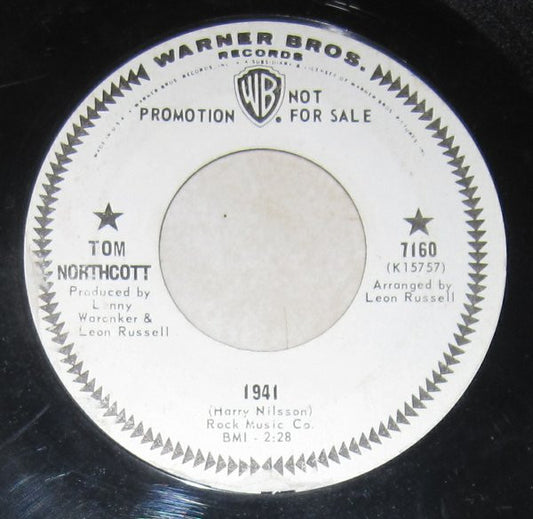 WARNER BROS.
RECORDS
WB
PROMOTION NOT FOR SALE
TOM
NORTHCOTT
Produced by
Lenny
Waronker &
Leon Russell
7160
(K15757)
Arranged by
Leon Russell
1941
(Harry Nilsson)
Rock Music Co.
BMI - 2:28